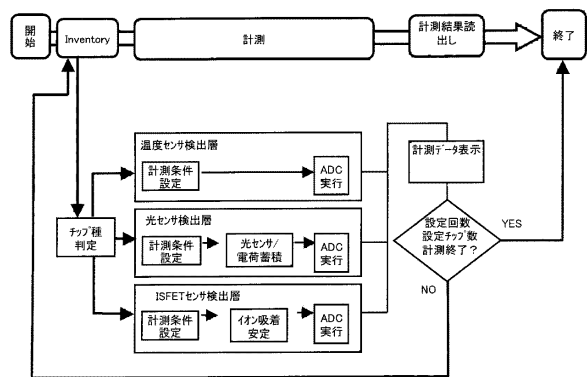 開
始
Inventory
計測
計測結果読
出し
終了
温度センサ検出層
計測条件
設定
ADC
実行
チップ種
判定
光センサ検出層
計測条件
設定
光センサ/
電荷蓄積
ADC
実行
ISFETセンサ検出層
計測条件
設定
イオン吸着
安定
ADC
実行
計測データ表示
設定回数
設定チップ数
計測終了?
YES
NO